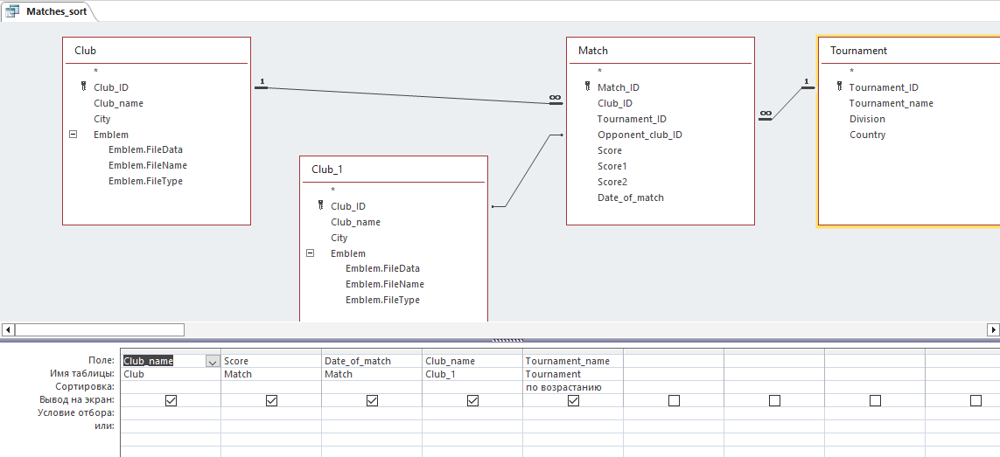 Matches_sort
Club
*
Club_ID
Club_name
City
Emblem
Emblem.FileData
Emblem.FileName
Emblem.FileType
Club_1
*
Club_ID
Club_name
City
Emblem
Emblem.FileData
Emblem.FileName
Emblem.FileType
Match
*
Match_ID
Club_ID
Tournament_ID
Opponent_club_ID
Score
Score1
Score2
Date_of_match
Tournament
*
Tournament_ID
Tournament_name
Division
Country
1
∞
∞
1
Поле: Club_name Score Date_of_match Club_name Tournament_name
Имя таблицы: Club Match Match Club_1 Tournament
Сортировка: по возрастанию
Вывод на экран:
Условие отбора:
или: